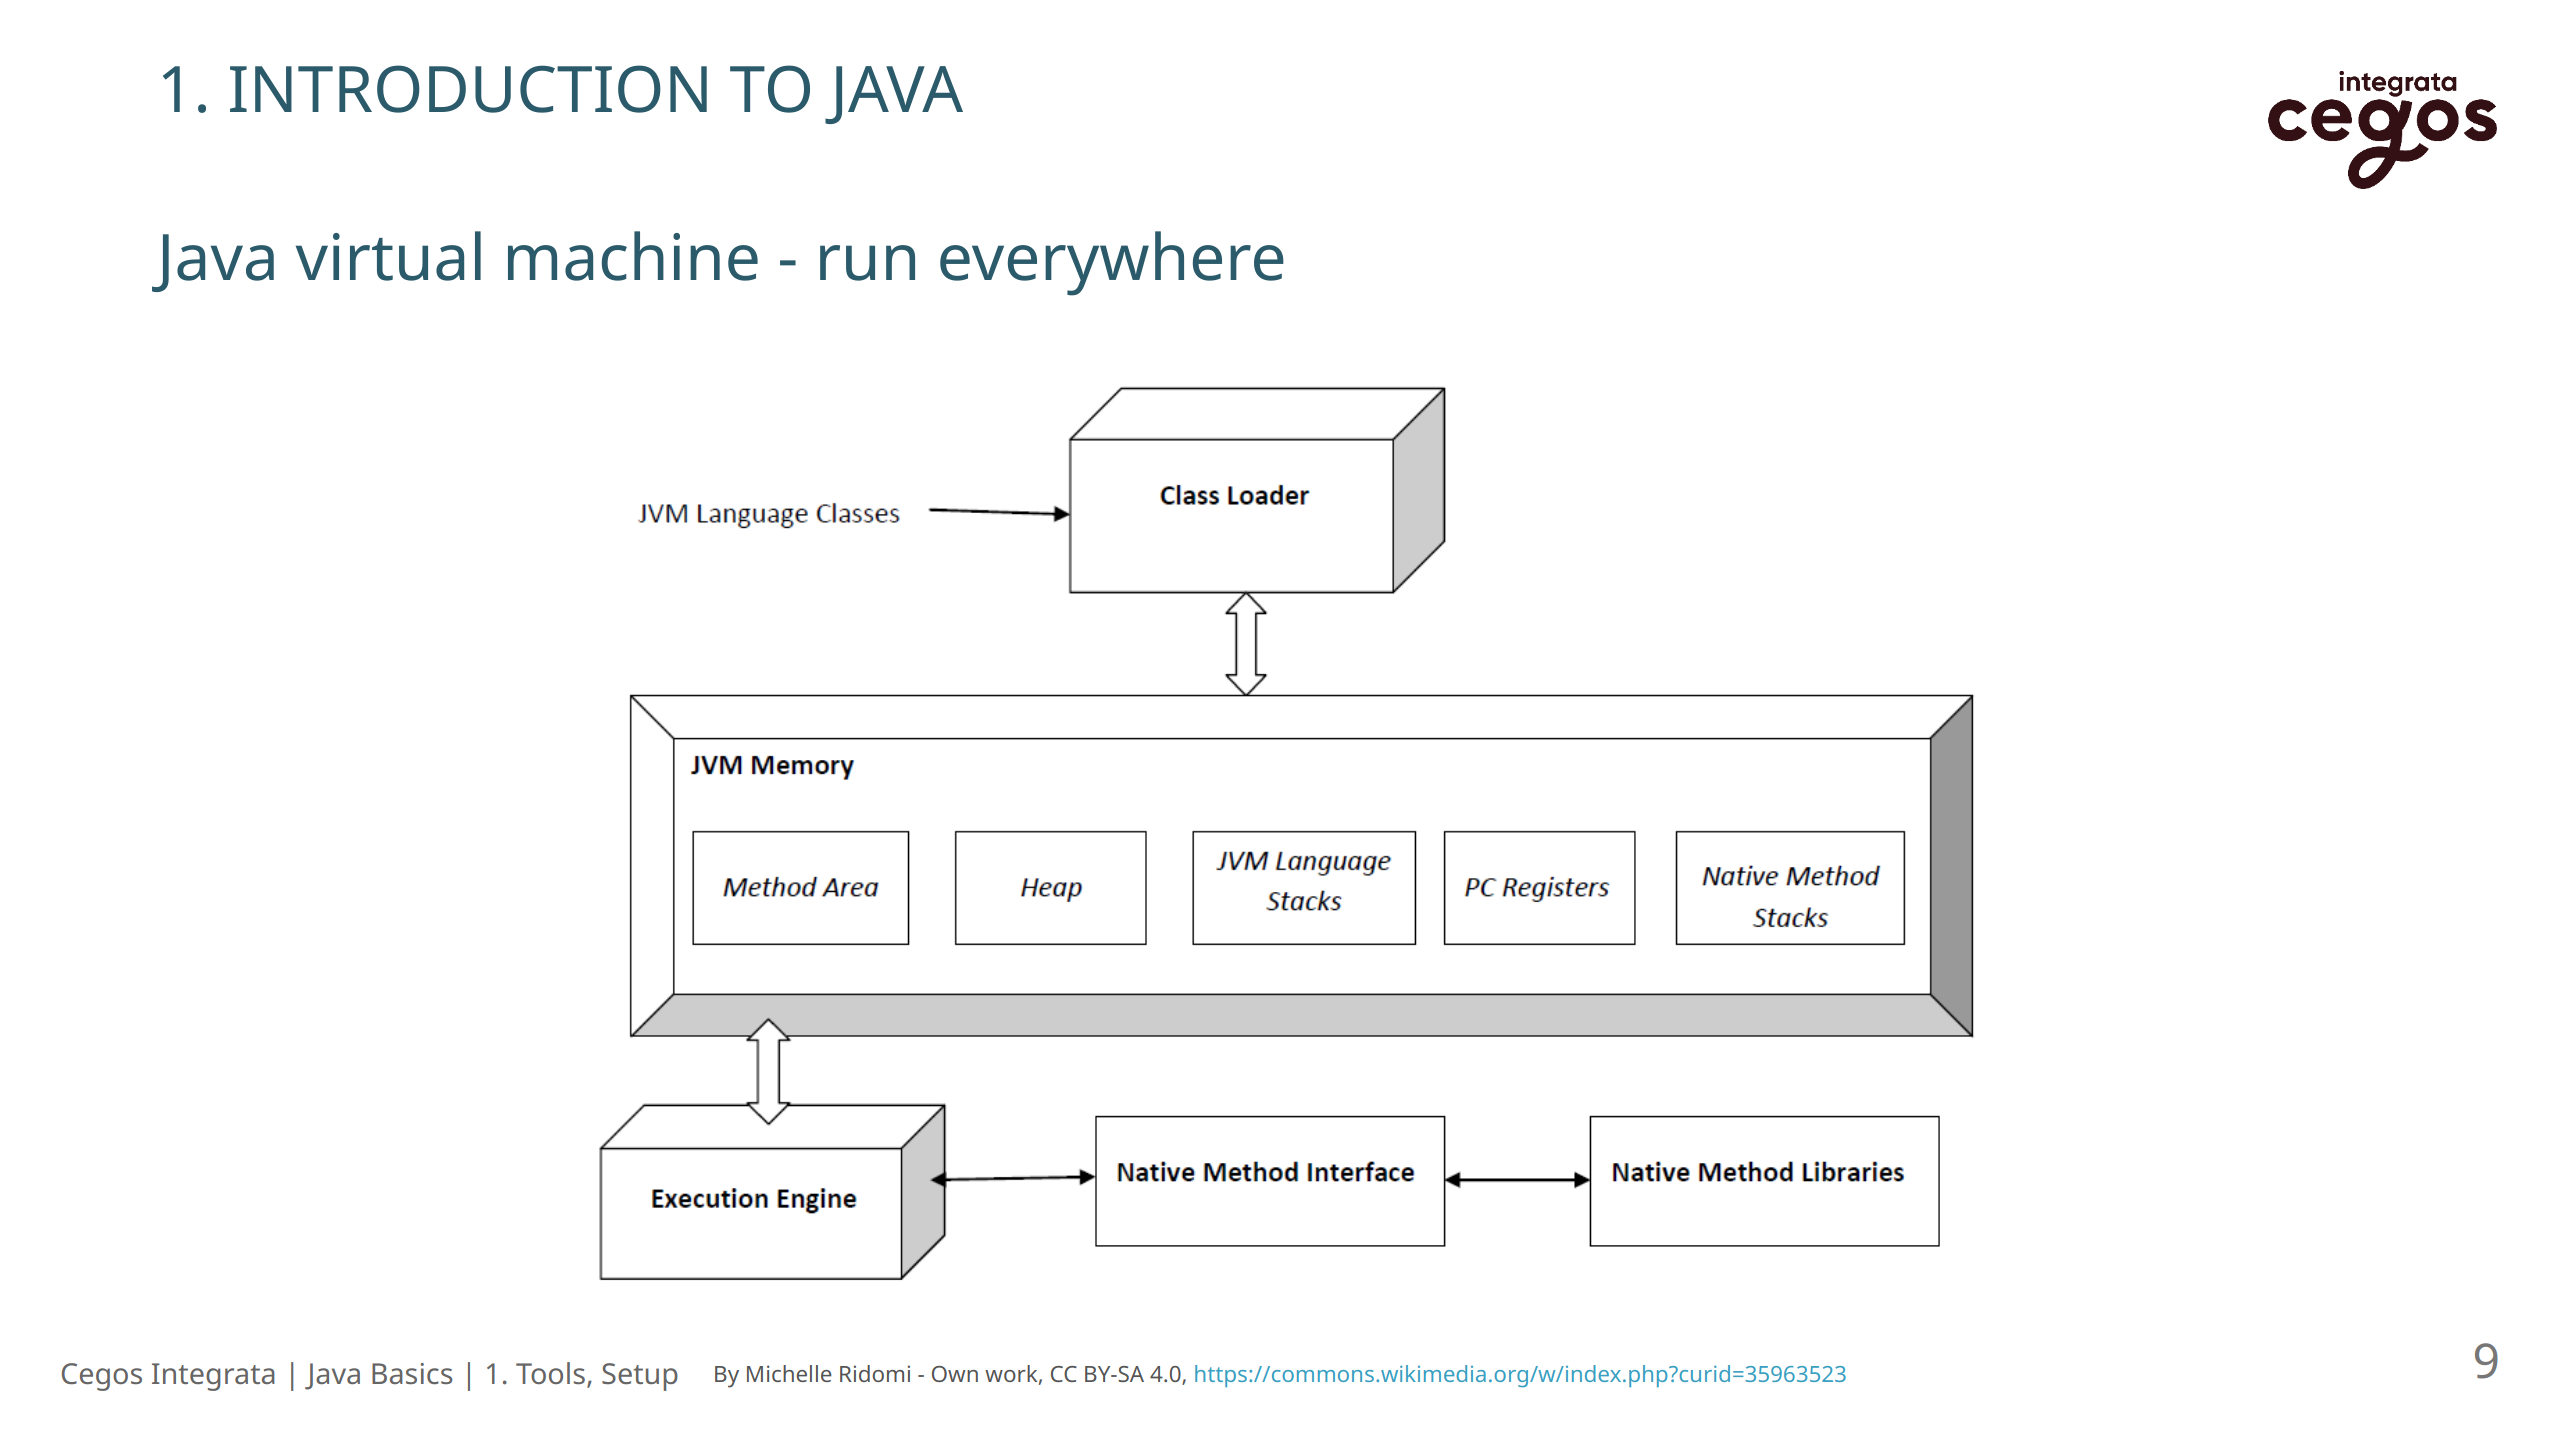 1. INTRODUCTION TO JAVA
integrata
cegos
Java virtual machine - run everywhere
Class Loader
JVM Language Classes
JVM Memory
Method Area
Heap
JVM Language
Stacks
PC Registers
Native Method
Stacks
Execution Engine
Native Method Interface
Native Method Libraries
Cegos Integrata | Java Basics | 1. Tools, Setup
By Michelle Ridomi - Own work, CC BY-SA 4.0, https://commons.wikimedia.org/w/index.php?curid=35963523
9